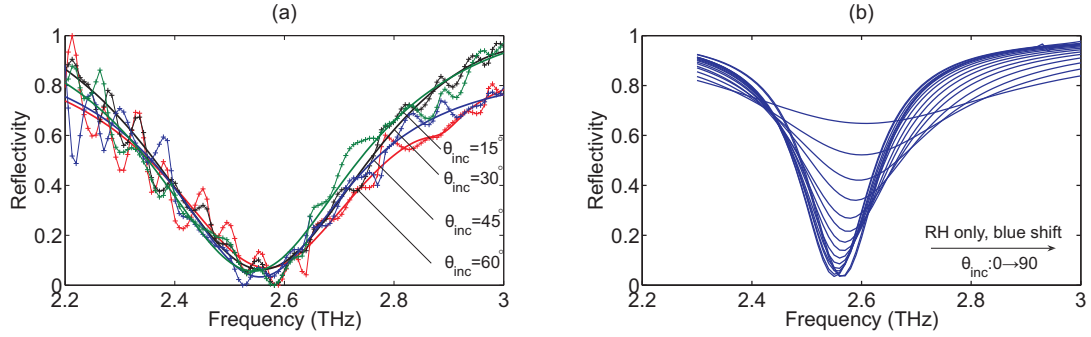 (a)
1
0.8
0.6
0.4
0.2
0
Reflectivity
2.2
2.4
2.6
2.8
3
Frequency (THz)
θinc=15°
θinc=30°
θinc=45°
θinc=60°
(b)
1
0.8
0.6
0.4
0.2
0
Reflectivity
2.2
2.4
2.6
2.8
3
Frequency (THz)
RH only, blue shift
θinc:0→90